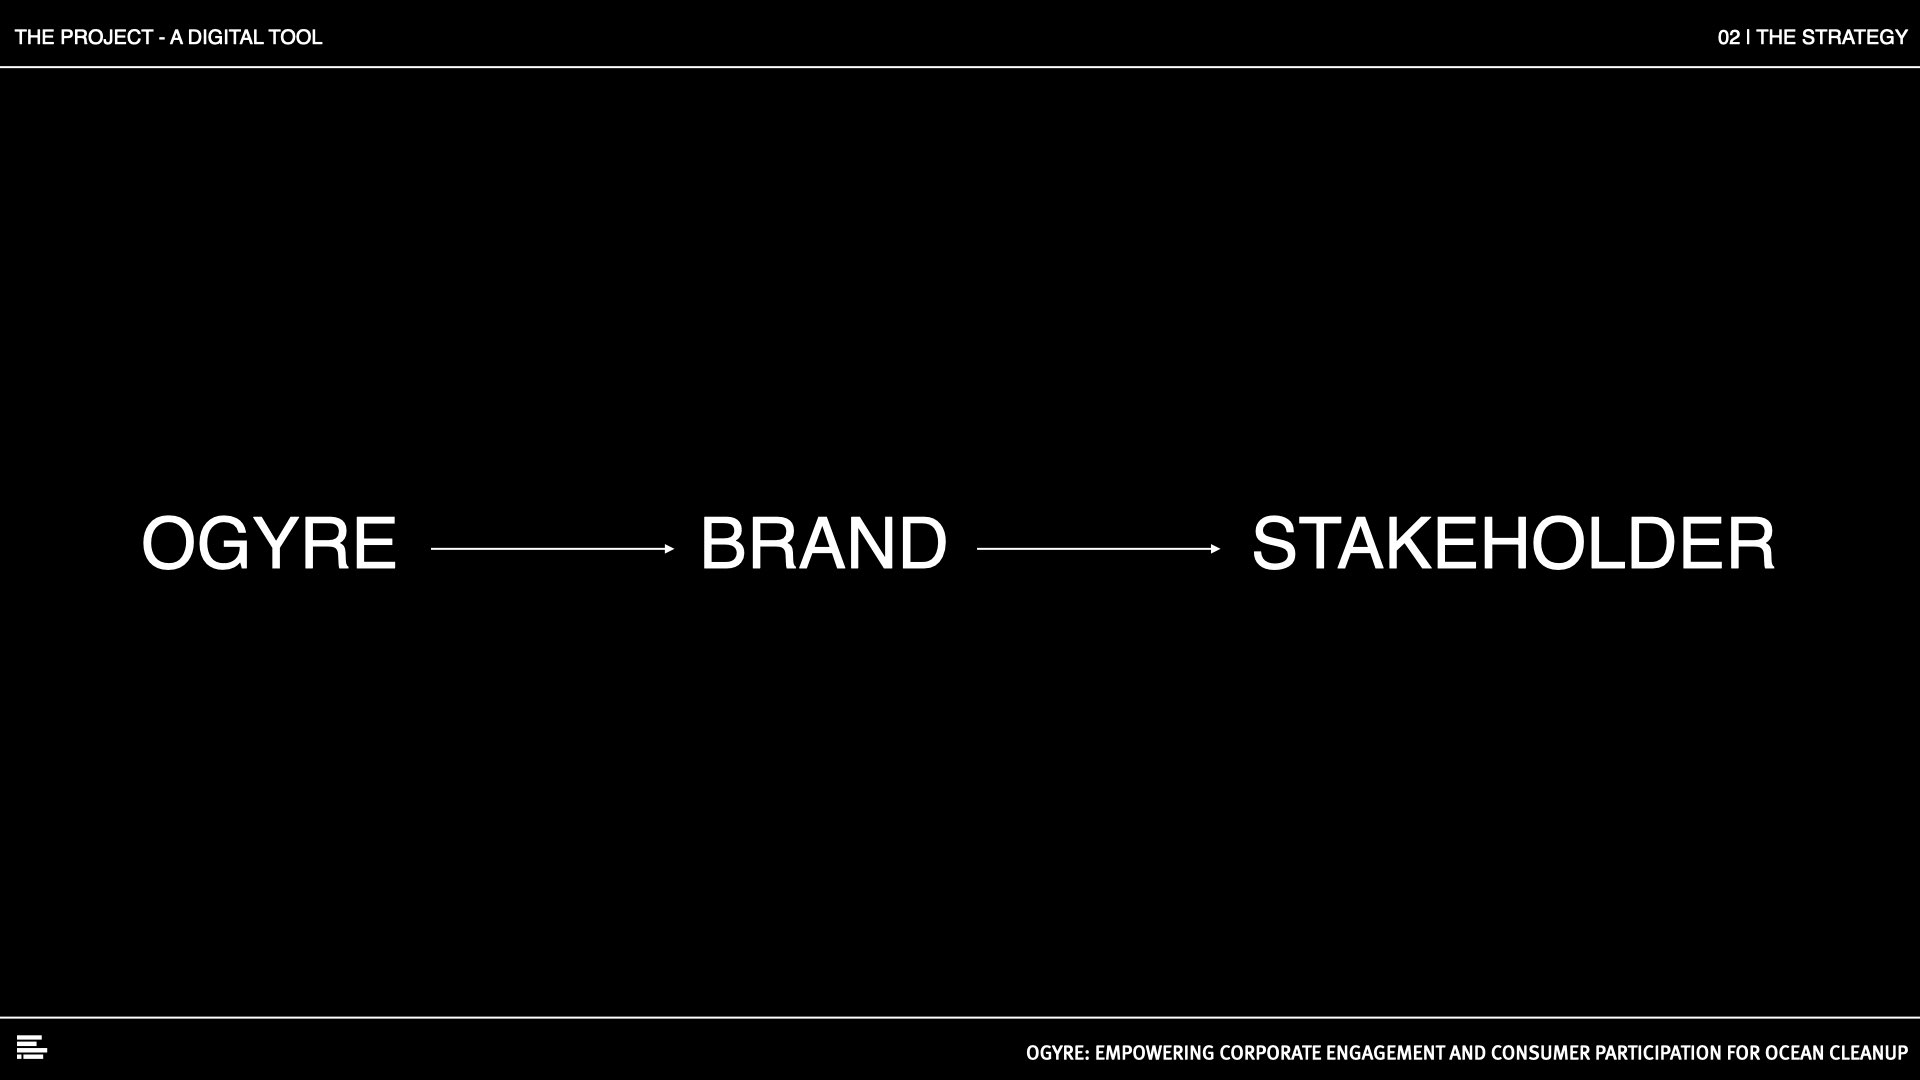 THE PROJECT - A DIGITAL TOOL
02 | THE STRATEGY
OGYRE
BRAND
STAKEHOLDER
OGYRE: EMPOWERING CORPORATE ENGAGEMENT AND CONSUMER PARTICIPATION FOR OCEAN CLEANUP